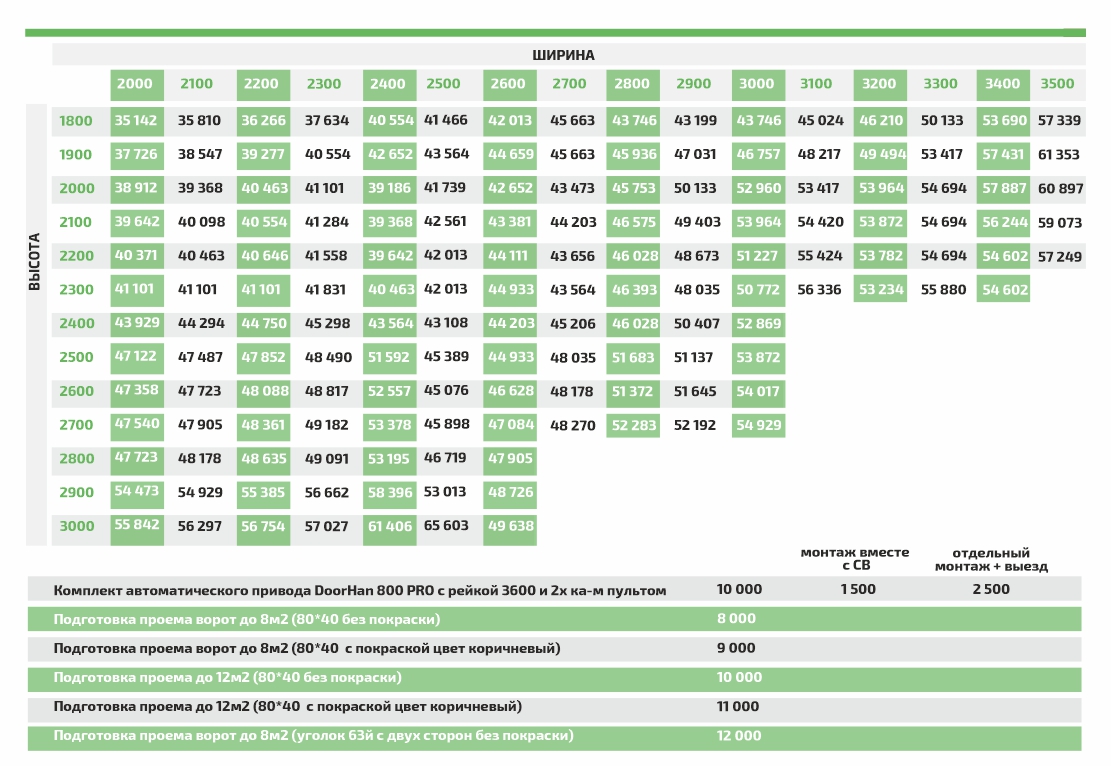 ШИРИНА
2000 2100 2200 2300 2400 2500 2600 2700 2800 2900 3000 3100 3200 3300 3400 3500
ВЫСОТА
1800 35 142 35 810 36 266 37 634 40 554 41 466 42 013 45 663 43 746 43 199 43 746 45 024 46 210 50 133 53 690 57 339
1900 37 726 38 547 39 277 40 554 42 652 43 564 44 659 45 663 45 936 47 031 46 757 48 217 49 494 53 417 57 431 61 353
2000 38 912 39 368 40 463 41 101 39 186 41 739 42 652 43 473 45 753 50 133 52 960 53 417 53 964 54 694 57 887 60 897
2100 39 642 40 098 40 554 41 284 39 368 42 561 43 381 44 203 46 575 49 403 53 964 54 420 53 872 54 694 56 244 59 073
2200 40 371 40 463 40 646 41 558 39 642 42 013 44 111 43 656 46 028 48 673 51 227 55 424 53 782 54 694 54 602 57 249
2300 41 101 41 101 41 101 41 831 40 463 42 013 44 933 43 564 46 393 48 035 50 772 56 336 53 234 55 880 54 602
2400 43 929 44 294 44 750 45 298 43 564 43 108 44 203 45 206 46 028 50 407 52 869
2500 47 122 47 487 47 852 48 490 51 592 45 389 44 933 48 035 51 683 51 137 53 872
2600 47 358 47 723 48 088 48 817 52 557 45 076 46 628 48 178 51 372 51 645 54 017
2700 47 540 47 905 48 361 49 182 53 378 45 898 47 084 48 270 52 283 52 192 54 929
2800 47 723 48 178 48 635 49 091 53 195 46 719 47 905
2900 54 473 54 929 55 385 56 662 58 396 53 013 48 726
3000 55 842 56 297 56 754 57 027 61 406 65 603 49 638
монтаж вместе отдельный
с СВ монтаж + выезд
Комплект автоматического привода DoorHan 800 PRO с рейкой 3600 и 2х ка-м пультом 10 000 1 500 2 500
Подготовка проема ворот до 8м2 (80*40 без покраски) 8 000
Подготовка проема ворот до 8м2 (80*40 с покраской цвет коричневый) 9 000
Подготовка проема до 12м2 (80*40 без покраски) 10 000
Подготовка проема до 12м2 (80*40 с покраской цвет коричневый) 11 000
Подготовка проема ворот до 8м2 (уголок 63й с двух сторон без покраски) 12 000